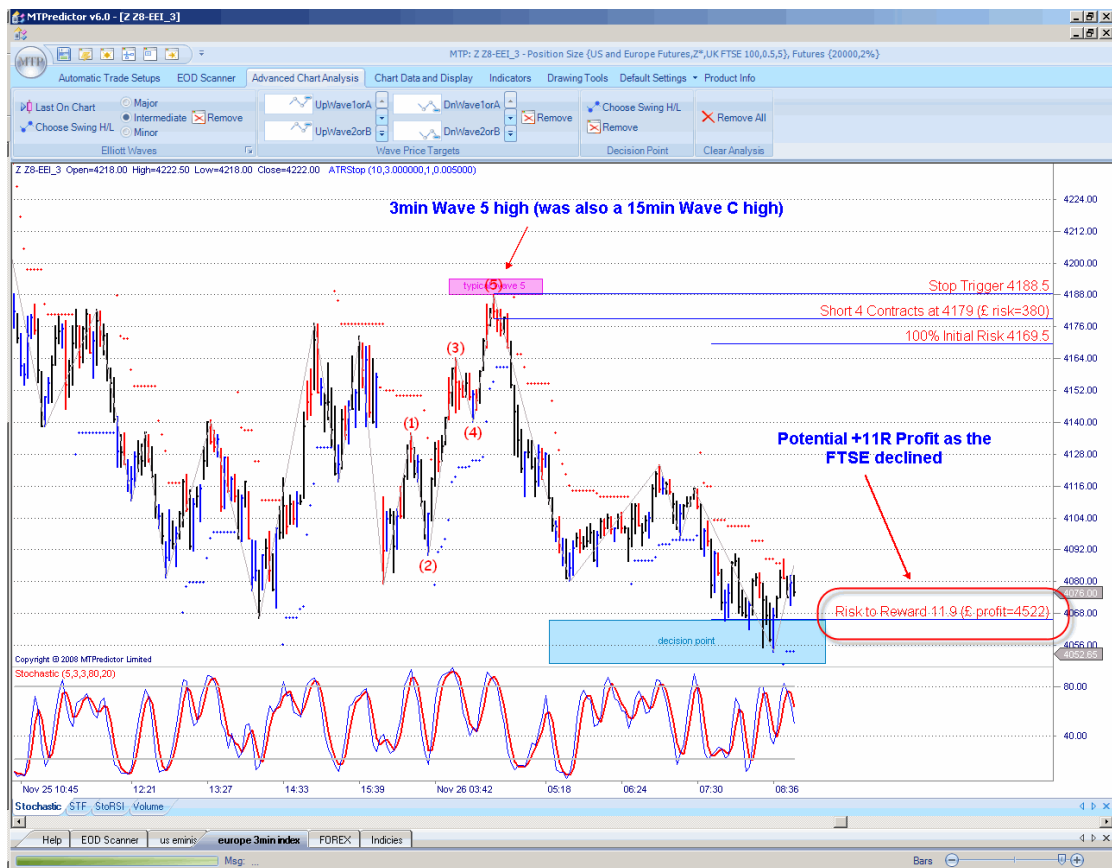 MTPredictor v6.0 - [Z Z8-EEI_3]
MTP: Z Z8-EEI_3 - Position Size {US and Europe Futures,Z*,UK FTSE 100,0.5,5}, Futures {20000,2%}
MTP
Automatic Trade Setups EOD Scanner Advanced Chart Analysis Chart Data and Display Indicators Drawing Tools Default Settings Product Info
Last On Chart
Choose Swing H/L
Major
Intermediate
Minor
Remove
Elliott Waves
UpWave1orA
UpWave2orB
DnWave1orA
DnWave2orB
Remove
Wave Price Targets
Choose Swing H/L
Remove
Decision Point
Remove All
Clear Analysis
Z Z8-EEI_3 Open=4218.00 High=4222.50 Low=4218.00 Close=4222.00 ATRStop (10,3.000000,1,0.005000)
3min Wave 5 high (was also a 15min Wave C high)
typical wave 5
(5)
Stop Trigger 4188.5
Short 4 Contracts at 4179 (£ risk=380)
100% Initial Risk 4169.5
(3)
(1)
(4)
(2)
Potential +11R Profit as the
FTSE declined
Risk to Reward 11.9 (£ profit=4522)
decision point
4224.00
4212.00
4200.00
4188.00
4176.00
4164.00
4152.00
4140.00
4128.00
4116.00
4104.00
4092.00
4080.00
4076.00
4068.00
4056.00
4052.65
Copyright © 2008 MTPredictor Limited
Stochastic (5,3,3,80,20)
80.00
40.00
Nov 25 10:45 12:21 13:27 14:33 15:39 Nov 26 03:42 05:18 06:24 07:30 08:36
Stochastic STF StoRSI Volume
Help EOD Scanner us eminis europe 3min index FOREX Indicies
Msg: ...
Bars